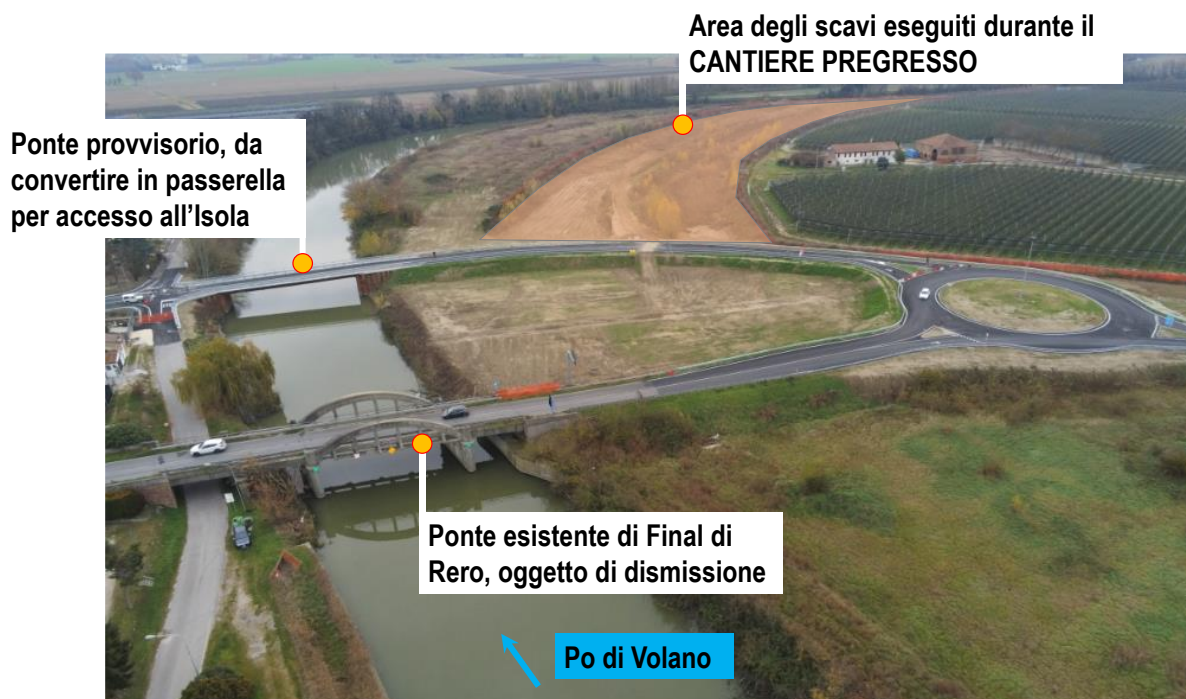 Area degli scavi eseguiti durante il
CANTIERE PREGRESSO
Ponte provvisorio, da
convertire in passerella
per accesso all'Isola
Ponte esistente di Final di
Rero, oggetto di dismissione
Po di Volano